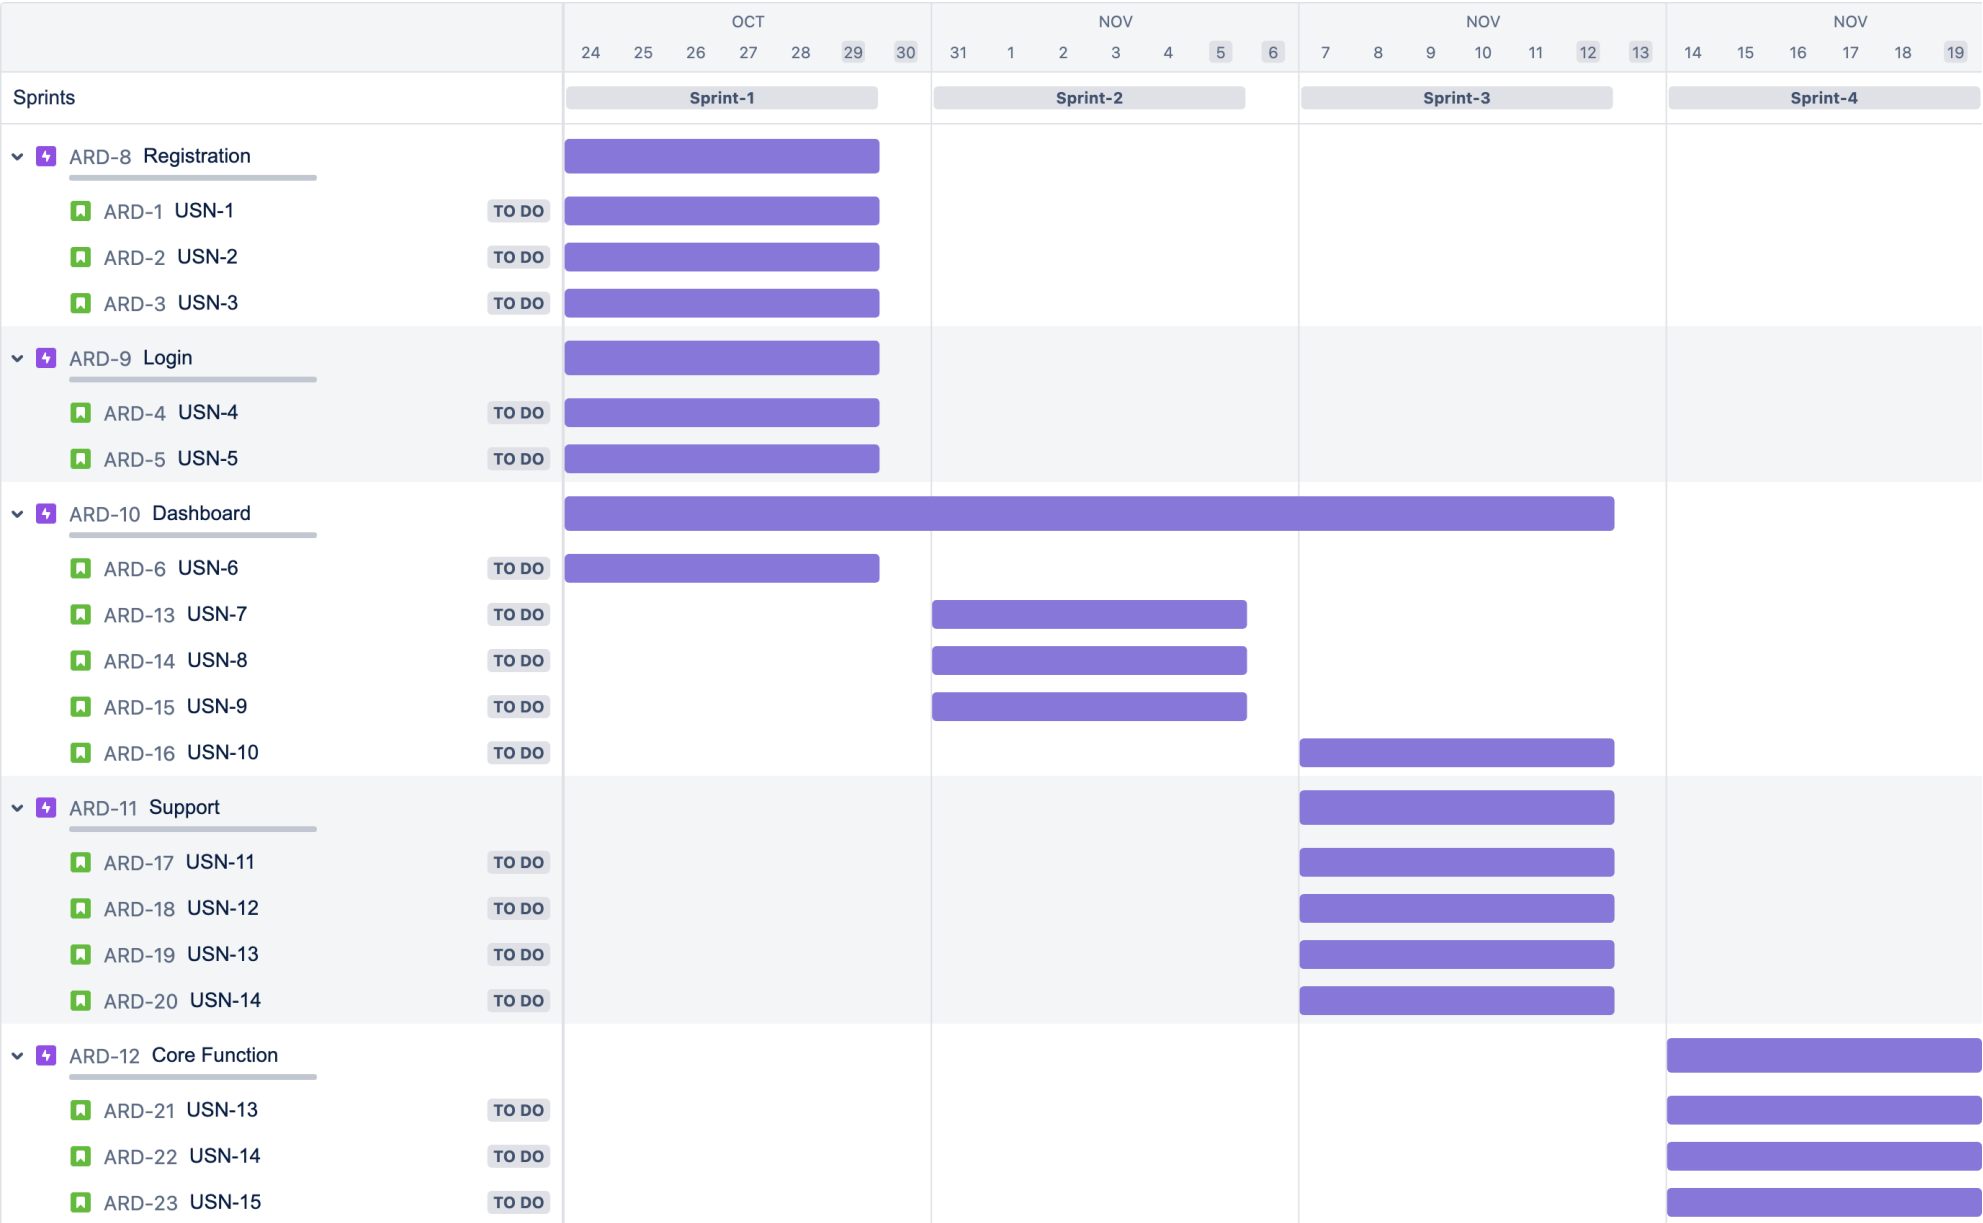 OCT NOV NOV NOV
24 25 26 27 28 29 30 31 1 2 3 4 5 6 7 8 9 10 11 12 13 14 15 16 17 18 19
Sprints Sprint-1 Sprint-2 Sprint-3 Sprint-4
ARD-8 Registration
ARD-1 USN-1 TO DO
ARD-2 USN-2 TO DO
ARD-3 USN-3 TO DO
ARD-9 Login
ARD-4 USN-4 TO DO
ARD-5 USN-5 TO DO
ARD-10 Dashboard
ARD-6 USN-6 TO DO
ARD-13 USN-7 TO DO
ARD-14 USN-8 TO DO
ARD-15 USN-9 TO DO
ARD-16 USN-10 TO DO
ARD-11 Support
ARD-17 USN-11 TO DO
ARD-18 USN-12 TO DO
ARD-19 USN-13 TO DO
ARD-20 USN-14 TO DO
ARD-12 Core Function
ARD-21 USN-13 TO DO
ARD-22 USN-14 TO DO
ARD-23 USN-15 TO DO